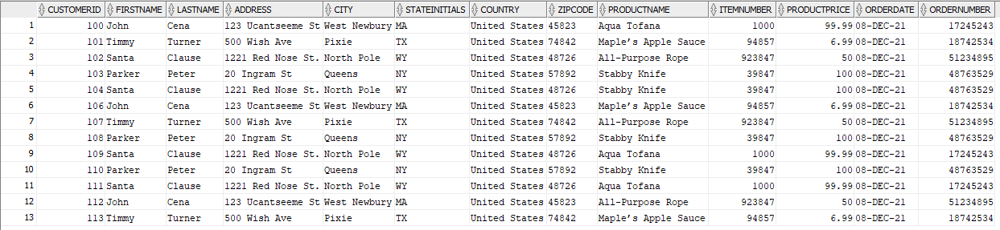 CUSTOMERID FIRSTNAME LASTNAME ADDRESS CITY STATEINITIALS COUNTRY ZIPCODE PRODUCTNAME ITEMNUMBER PRODUCTPRICE ORDERDATE ORDERNUMBER
1 100 John Cena 123 Ucantseeme St West Newbury MA United States 45823 Aqua Tofana 1000 99.99 08-DEC-21 17245243
2 101 Timmy Turner 500 Wish Ave Pixie TX United States 74842 Maple's Apple Sauce 94857 6.99 08-DEC-21 18742534
3 102 Santa Clause 1221 Red Nose St. North Pole WY United States 48726 All-Purpose Rope 923847 50 08-DEC-21 51234895
4 103 Parker Peter 20 Ingram St Queens NY United States 57892 Stabby Knife 39847 100 08-DEC-21 48763529
5 104 Santa Clause 1221 Red Nose St. North Pole WY United States 48726 Stabby Knife 39847 100 08-DEC-21 48763529
6 106 John Cena 123 Ucantseeme St West Newbury MA United States 45823 Maple's Apple Sauce 94857 6.99 08-DEC-21 18742534
7 107 Timmy Turner 500 Wish Ave Pixie TX United States 74842 All-Purpose Rope 923847 50 08-DEC-21 51234895
8 108 Parker Peter 20 Ingram St Queens NY United States 57892 Stabby Knife 39847 100 08-DEC-21 48763529
9 109 Santa Clause 1221 Red Nose St. North Pole WY United States 48726 Aqua Tofana 1000 99.99 08-DEC-21 17245243
10 110 Parker Peter 20 Ingram St Queens NY United States 57892 Stabby Knife 39847 100 08-DEC-21 48763529
11 111 Santa Clause 1221 Red Nose St. North Pole WY United States 48726 Aqua Tofana 1000 99.99 08-DEC-21 17245243
12 112 John Cena 123 Ucantseeme St West Newbury MA United States 45823 All-Purpose Rope 923847 50 08-DEC-21 51234895
13 113 Timmy Turner 500 Wish Ave Pixie TX United States 74842 Maple's Apple Sauce 94857 6.99 08-DEC-21 18742534